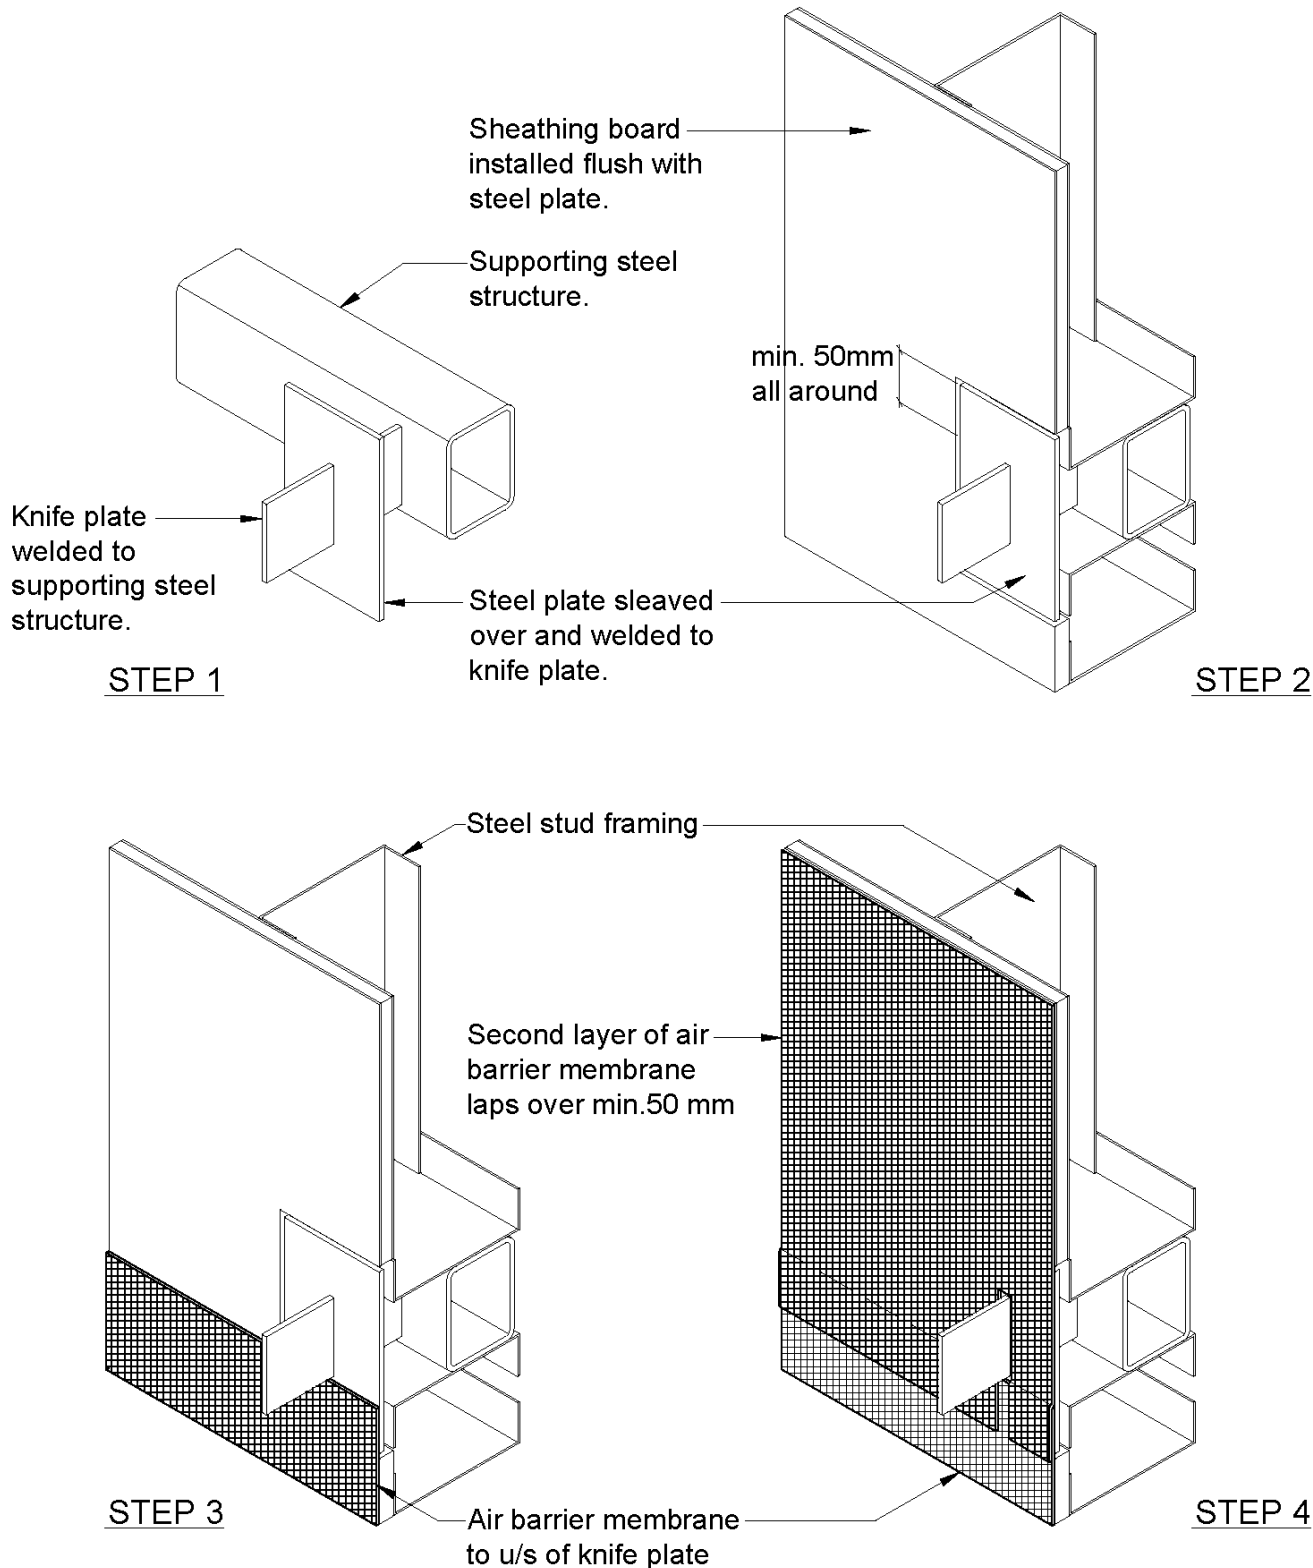 Sheathing board
installed flush with
steel plate.
Supporting steel
structure.
min. 50mm
all around
Knife plate
welded to
supporting steel
structure.
Steel plate sleaved
over and welded to
knife plate.
STEP 1
STEP 2
Steel stud framing
Second layer of air
barrier membrane
laps over min.50 mm
STEP 3
Air barrier membrane
to u/s of knife plate
STEP 4